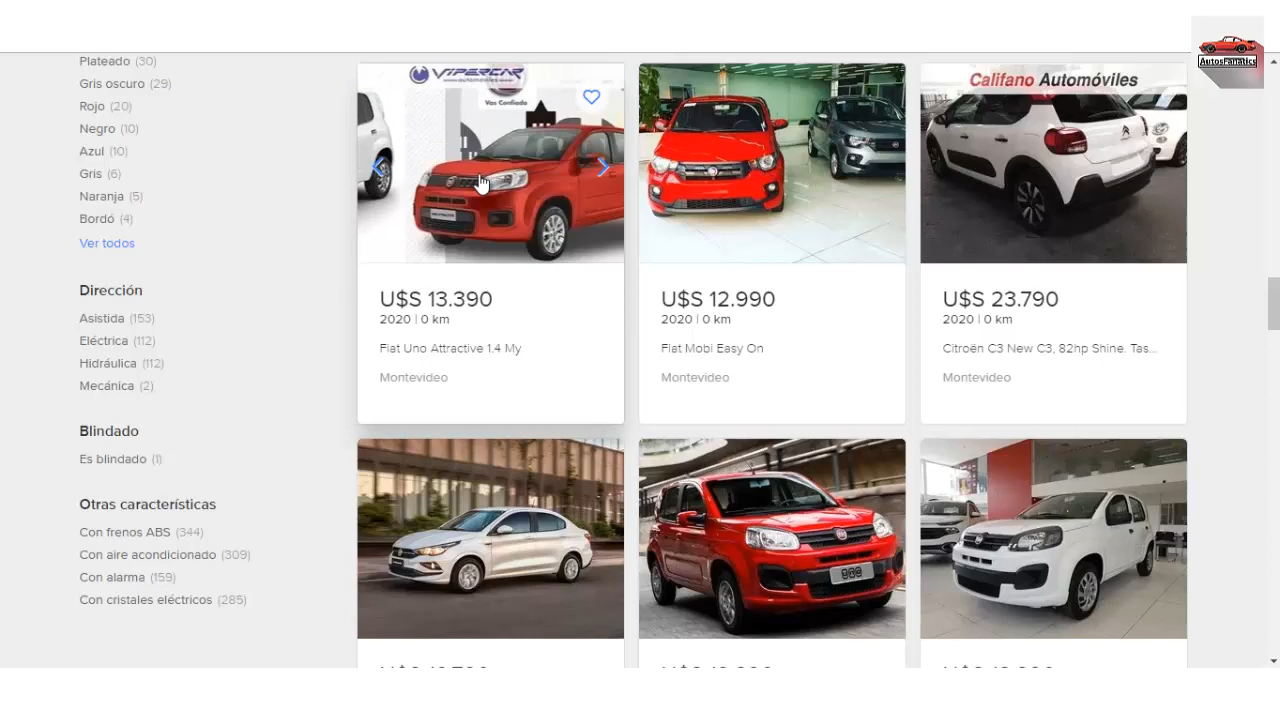 AutosFanatics
Plateado (30)
Gris oscuro (29)
Rojo (20)
Negro (10)
Azul (10)
Gris (6)
Naranja (5)
Bordó (4)
Ver todos
Dirección
Asistida (153)
Eléctrica (112)
Hidráulica (112)
Mecánica (2)
Blindado
Es blindado (1)
Otras características
Con frenos ABS (344)
Con aire acondicionado (309)
Con alarma (159)
Con cristales eléctricos (285)
VIPERCAR
Vas Confiado
U$S 13.390
2020 | 0 km
Fiat Uno Attractive 1.4 My
Montevideo
U$S 12.990
2020 | 0 km
Fiat Mobi Easy On
Montevideo
Califano Automóviles
U$S 23.790
2020 | 0 km
Citroën C3 New C3, 82hp Shine. Tas...
Montevideo